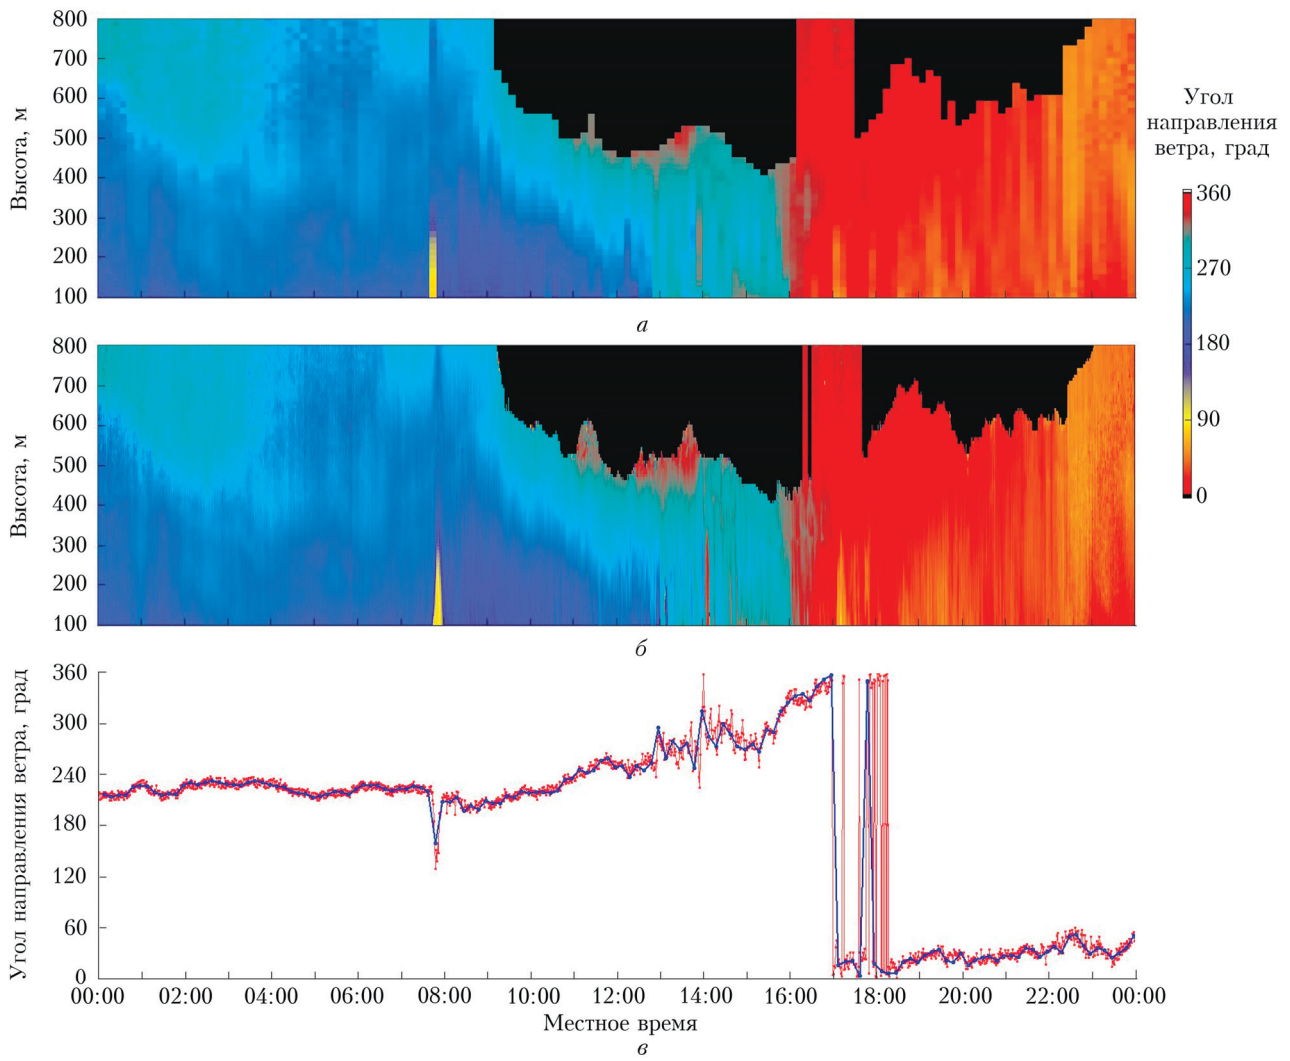 800
700
600
500
400
300
200
100
Высота, м
а
Угол
направления
ветра, град
360
270
180
90
0
800
700
600
500
400
300
200
100
Высота, м
б
360
300
240
180
120
60
0
Угол направления ветра, град
00:00 02:00 04:00 06:00 08:00 10:00 12:00 14:00 16:00 18:00 20:00 22:00 00:00
Местное время
в